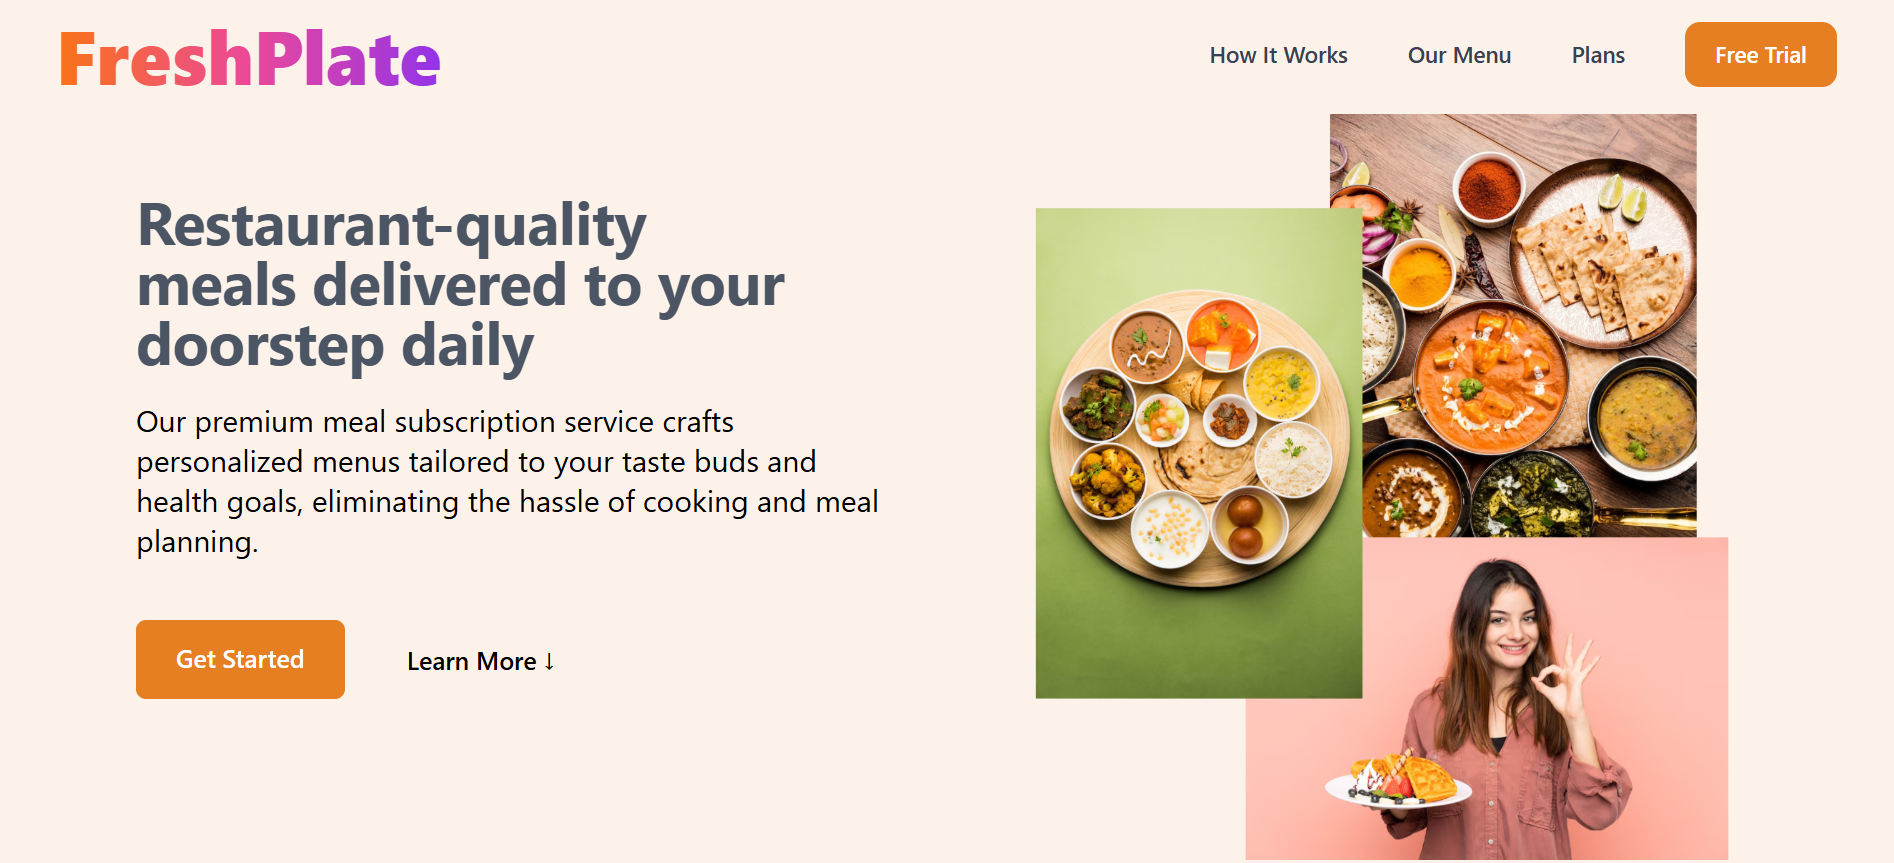 FreshPlate
How It Works
Our Menu
Plans
Free Trial
Restaurant-quality
meals delivered to your
doorstep daily
Our premium meal subscription service crafts
personalized menus tailored to your taste buds and
health goals, eliminating the hassle of cooking and meal
planning.
Get Started
Learn More ↓